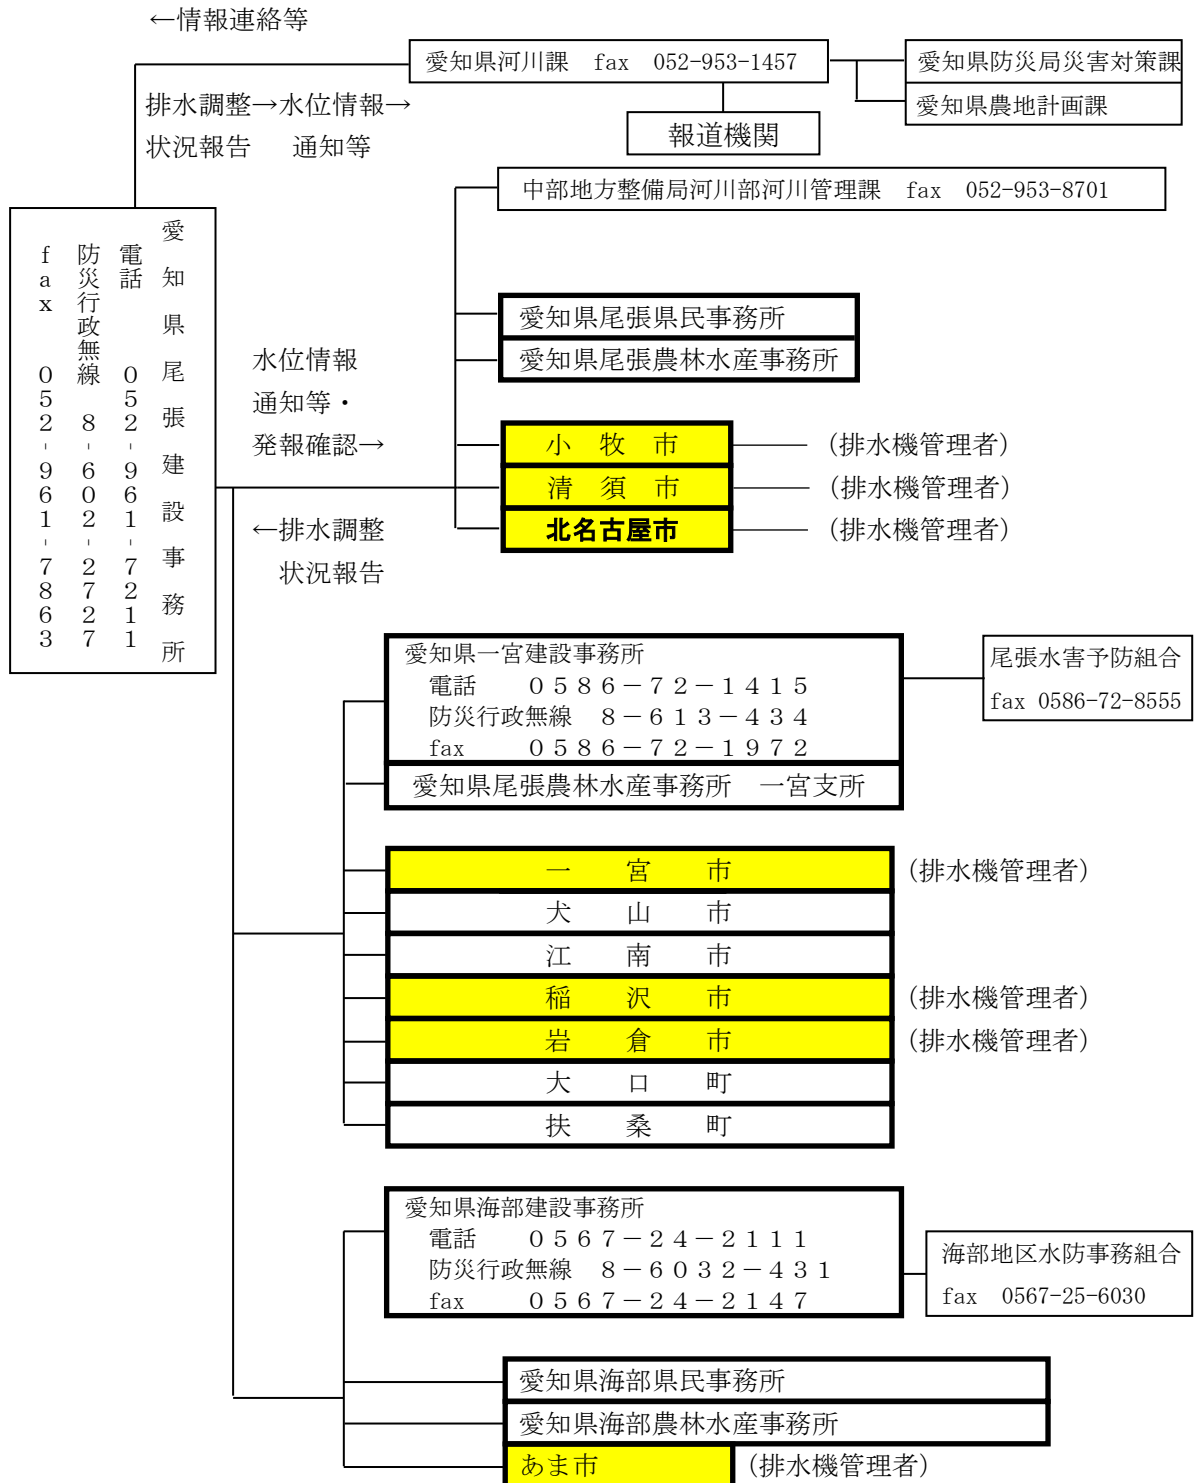 ←情報連絡等
愛知県河川課　fax　052-953-1457
愛知県防災局災害対策課
愛知県農地計画課
排水調整→水位情報→
状況報告　通知等
報道機関
中部地方整備局河川部河川管理課　fax　052-953-8701
愛知県尾張建設事務所
電話　０５２-９６１-７２１１
防災行政無線　８-６０２-２７２７
ｆａｘ　０５２-９６１-７８６３
愛知県尾張県民事務所
愛知県尾張農林水産事務所
水位情報
通知等・
発報確認→
小　牧　市　（排水機管理者）
清　須　市　（排水機管理者）
北名古屋市　（排水機管理者）
←排水調整
状況報告
愛知県一宮建設事務所
電話　０５８６－７２－１４１５
防災行政無線　８－６１３－４３４
fax　０５８６－７２－１９７２
尾張水害予防組合
fax 0586-72-8555
愛知県尾張農林水産事務所　一宮支所
一　宮　市　（排水機管理者）
犬　山　市
江　南　市
稲　沢　市　（排水機管理者）
岩　倉　市　（排水機管理者）
大　口　町
扶　桑　町
愛知県海部建設事務所
電話　０５６７－２４－２１１１
防災行政無線　８－６０３２－４３１
fax　０５６７－２４－２１４７
海部地区水防事務組合
fax　0567-25-6030
愛知県海部県民事務所
愛知県海部農林水産事務所
あま市　（排水機管理者）